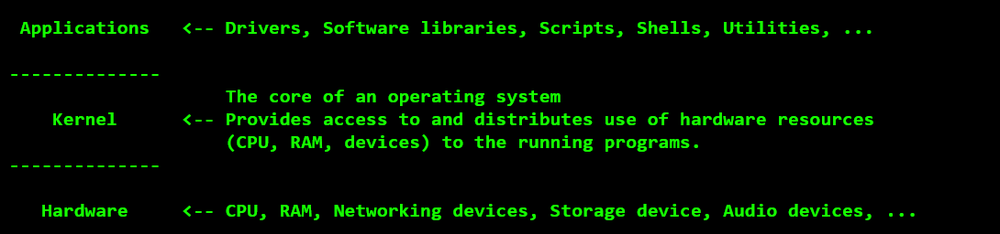 Applications <-- Drivers, Software libraries, Scripts, Shells, Utilities, ...
--------------
The core of an operating system
Kernel <-- Provides access to and distributes use of hardware resources
(CPU, RAM, devices) to the running programs.
--------------
Hardware <-- CPU, RAM, Networking devices, Storage device, Audio devices, ...